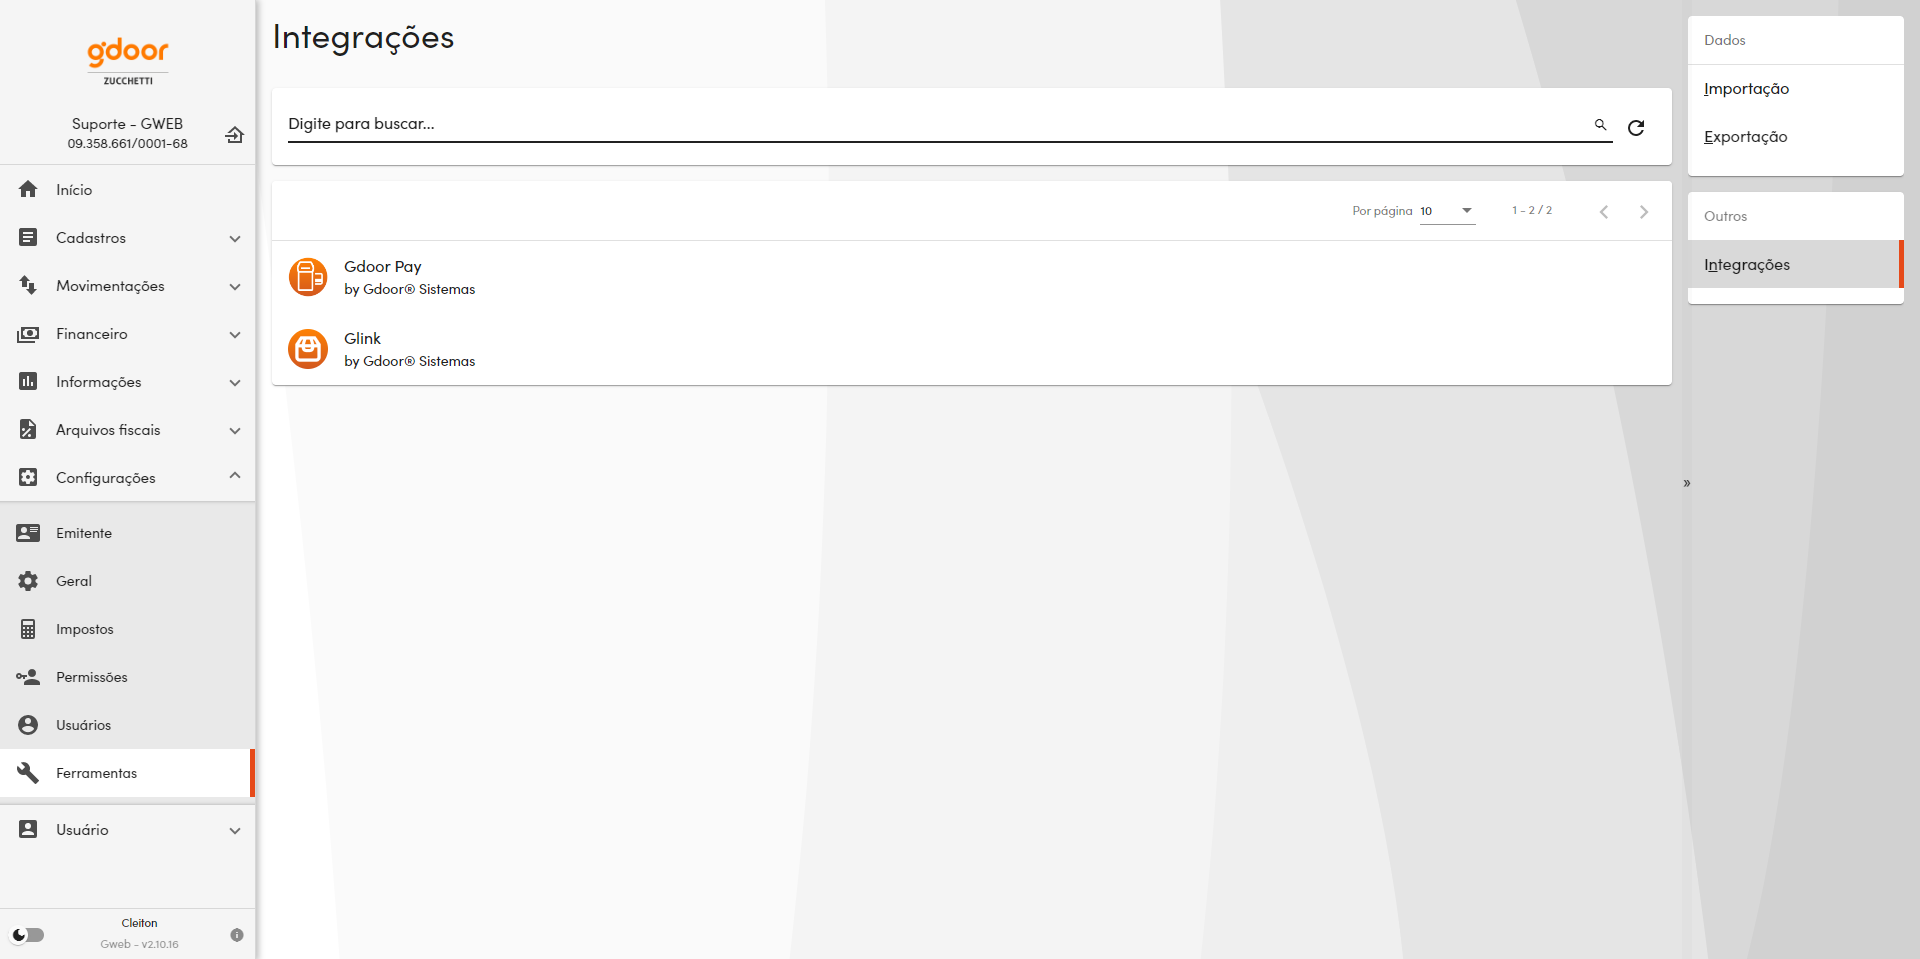 gdoor
ZUCCHETTI
Suporte - GWEB
09.358.661/0001-68
Início
Cadastros
Movimentações
Financeiro
Informações
Arquivos fiscais
Configurações
Emitente
Geral
Impostos
Permissões
Usuários
Ferramentas
Usuário
Cleiton
Gweb - v2.10.16
Integrações
Digite para buscar...
Por página 10
1 - 2 / 2
Gdoor Pay
by Gdoor® Sistemas
Glink
by Gdoor® Sistemas
»
Dados
Importação
Exportação
Outros
Integrações